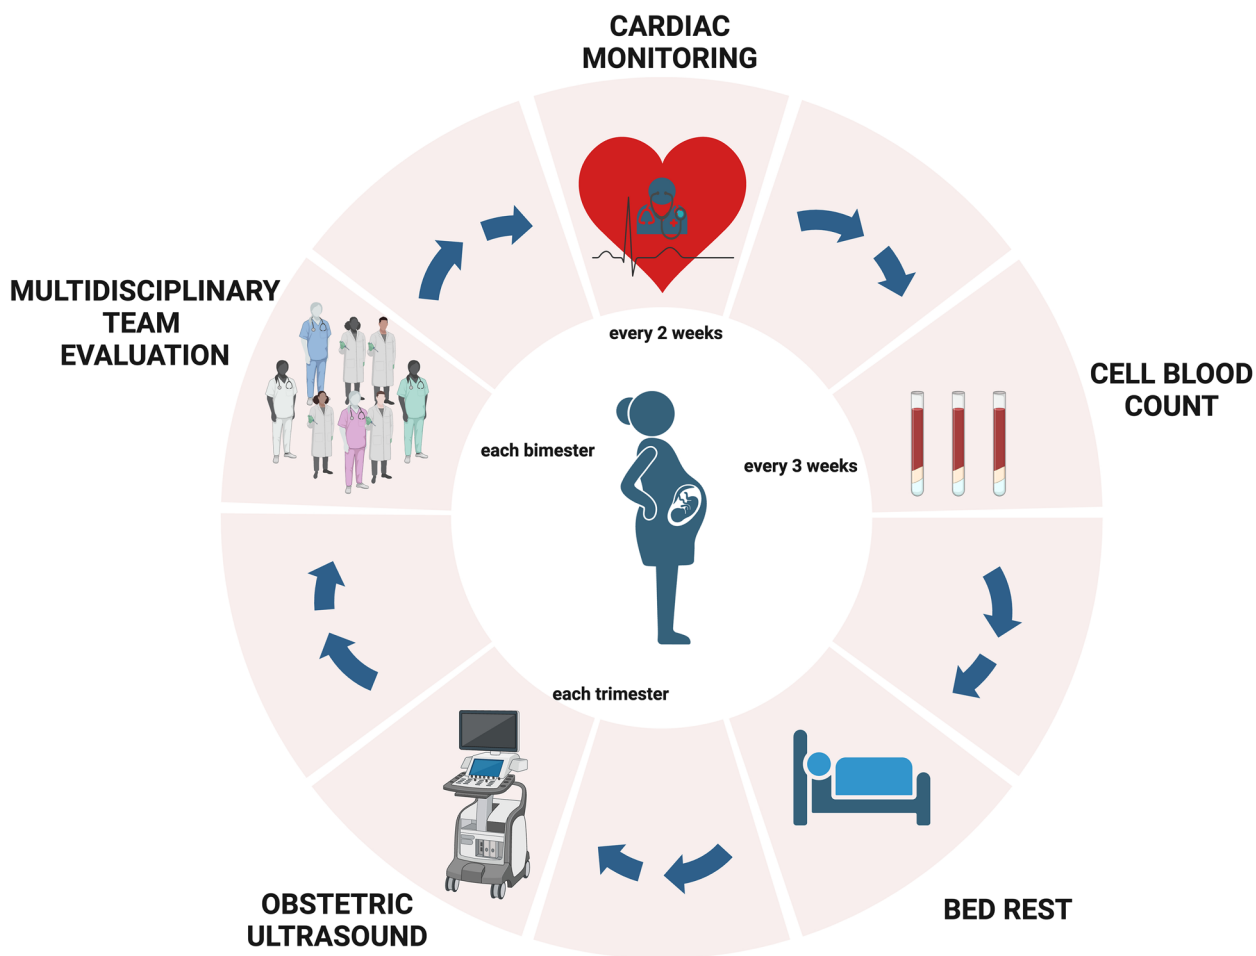 CARDIAC
MONITORING
every 2 weeks
CELL BLOOD
COUNT
every 3 weeks
BED REST
OBSTETRIC
ULTRASOUND
each trimester
MULTIDISCIPLINARY
TEAM
EVALUATION
each bimester